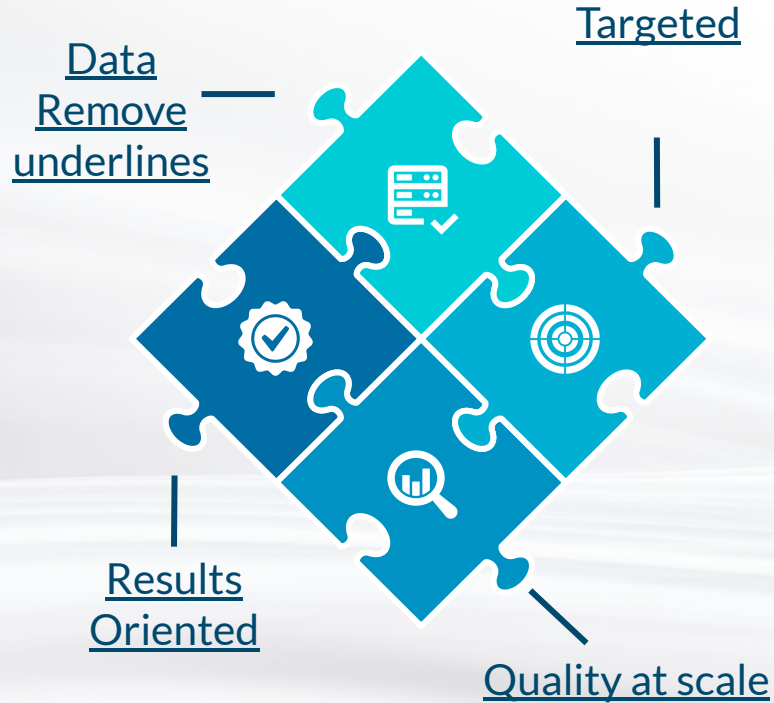 Targeted
Data
Remove
underlines
Results
Oriented
Quality at scale